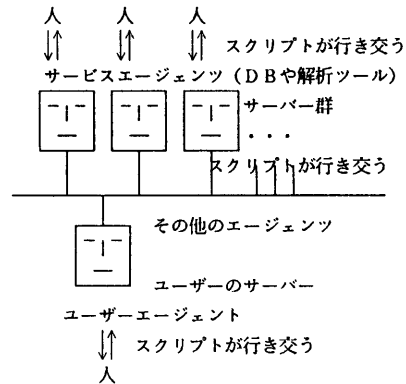 人 人 人
スクリプトが行き交う
サービスエージェンツ（ＤＢや解析ツール）
サーバー群
・・・
スクリプトが行き交う
その他のエージェンツ
ユーザーのサーバー
ユーザーエージェント
スクリプトが行き交う
人